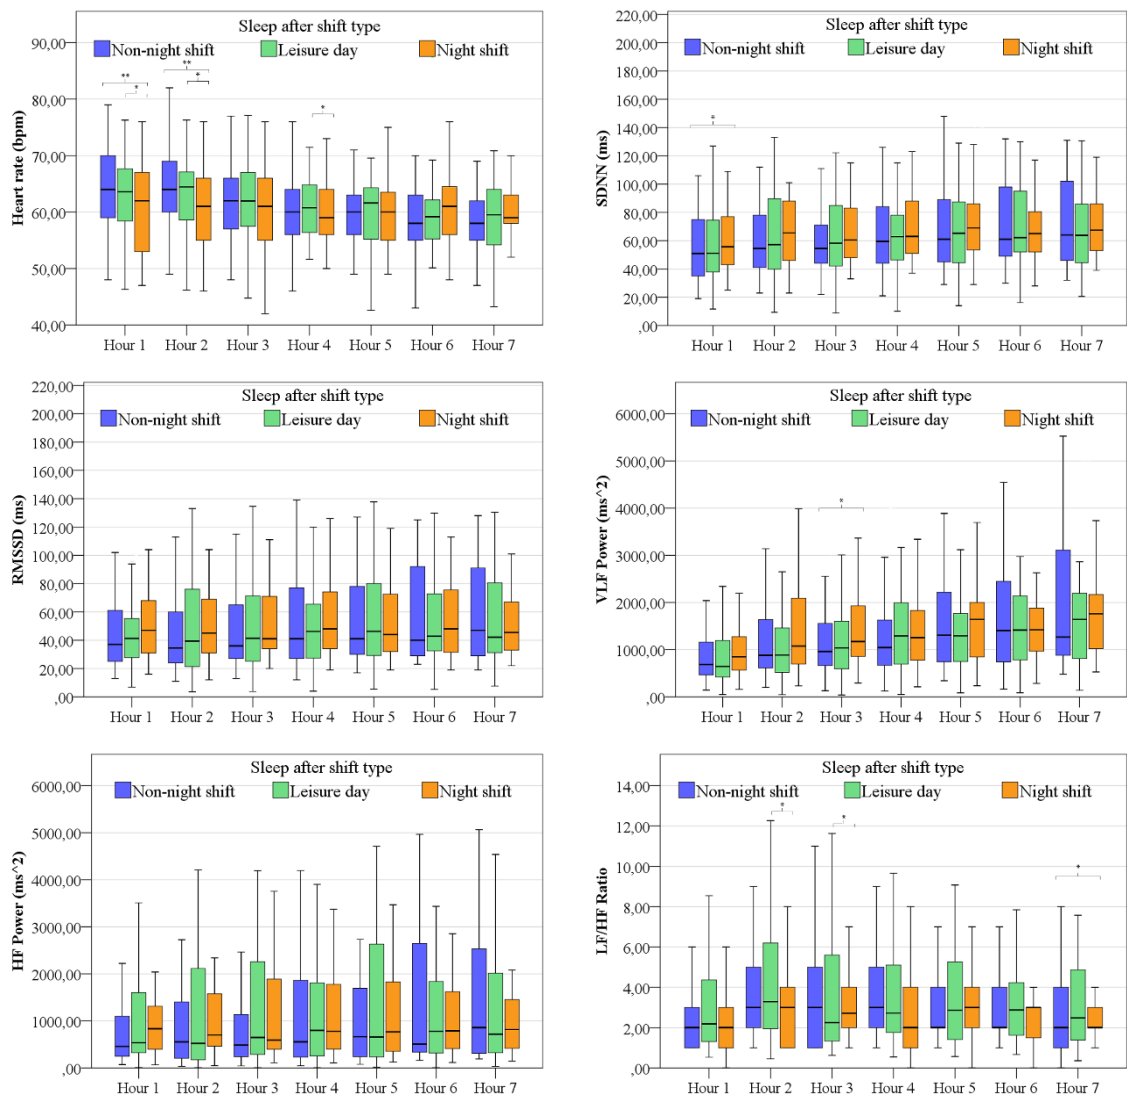 Sleep after shift type
Non-night shift Leisure day Night shift
Heart rate (bpm)
90,00
80,00
70,00
60,00
50,00
40,00
** * ** * *
Hour 1 Hour 2 Hour 3 Hour 4 Hour 5 Hour 6 Hour 7
Sleep after shift type
Non-night shift Leisure day Night shift
SDNN (ms)
220,00
200,00
180,00
160,00
140,00
120,00
100,00
80,00
60,00
40,00
20,00
,00
*
Hour 1 Hour 2 Hour 3 Hour 4 Hour 5 Hour 6 Hour 7
Sleep after shift type
Non-night shift Leisure day Night shift
RMSSD (ms)
220,00
200,00
180,00
160,00
140,00
120,00
100,00
80,00
60,00
40,00
20,00
,00
Hour 1 Hour 2 Hour 3 Hour 4 Hour 5 Hour 6 Hour 7
Sleep after shift type
Non-night shift Leisure day Night shift
VLF Power (ms^2)
6000,00
5000,00
4000,00
3000,00
2000,00
1000,00
,00
*
Hour 1 Hour 2 Hour 3 Hour 4 Hour 5 Hour 6 Hour 7
Sleep after shift type
Non-night shift Leisure day Night shift
HF Power (ms^2)
6000,00
5000,00
4000,00
3000,00
2000,00
1000,00
,00
Hour 1 Hour 2 Hour 3 Hour 4 Hour 5 Hour 6 Hour 7
Sleep after shift type
Non-night shift Leisure day Night shift
LF/HF Ratio
14,00
12,00
10,00
8,00
6,00
4,00
2,00
,00
* * *
Hour 1 Hour 2 Hour 3 Hour 4 Hour 5 Hour 6 Hour 7